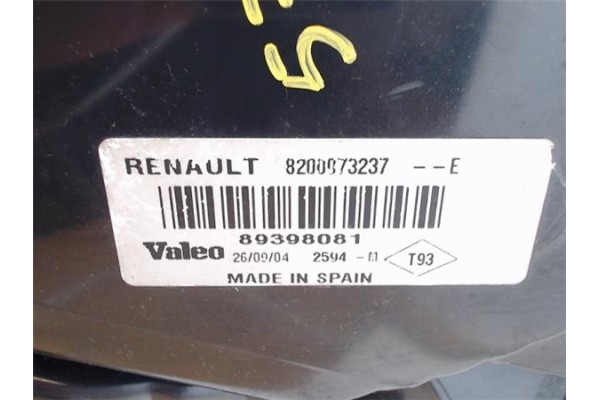 RENAULT 8200073237 --E
89398081
Valeo 26/09/04 2594 -M T93
MADE IN SPAIN